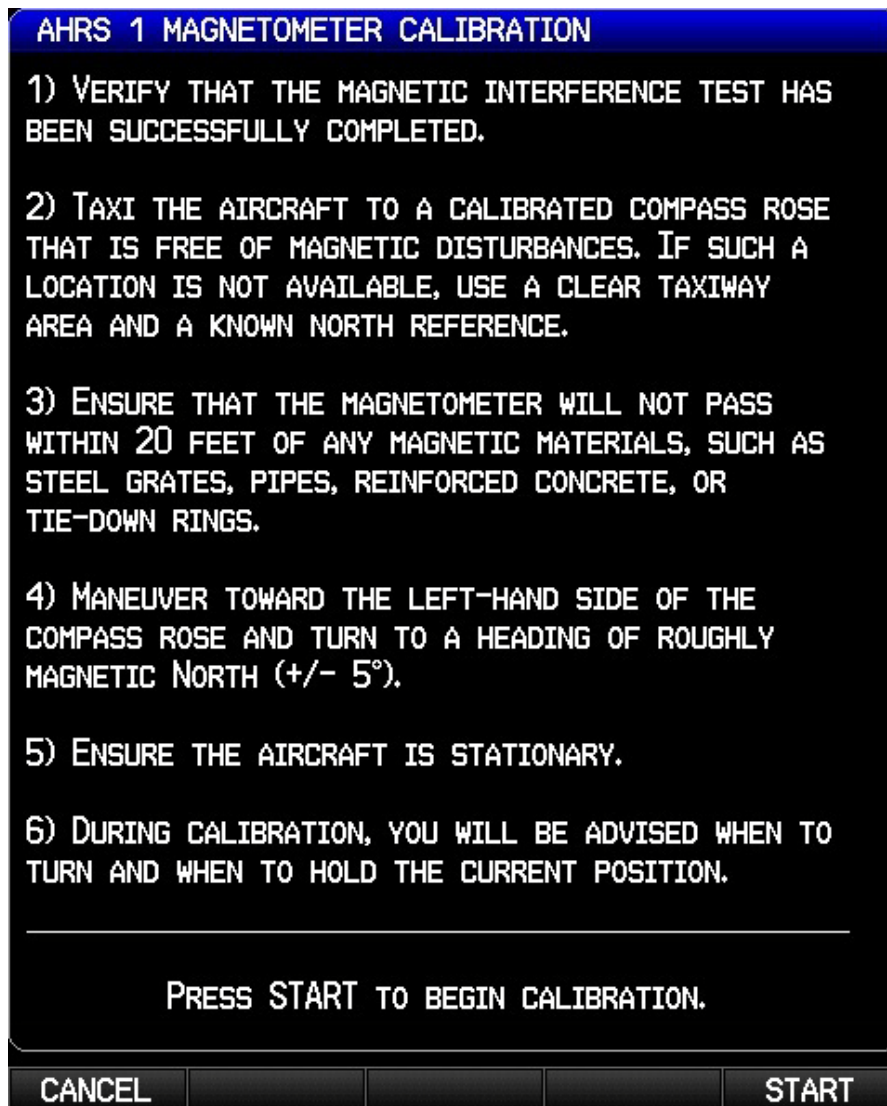 AHRS 1 MAGNETOMETER CALIBRATION
1) VERIFY THAT THE MAGNETIC INTERFERENCE TEST HAS
BEEN SUCCESSFULLY COMPLETED.
2) TAXI THE AIRCRAFT TO A CALIBRATED COMPASS ROSE
THAT IS FREE OF MAGNETIC DISTURBANCES. IF SUCH A
LOCATION IS NOT AVAILABLE, USE A CLEAR TAXIWAY
AREA AND A KNOWN NORTH REFERENCE.
3) ENSURE THAT THE MAGNETOMETER WILL NOT PASS
WITHIN 20 FEET OF ANY MAGNETIC MATERIALS, SUCH AS
STEEL GRATES, PIPES, REINFORCED CONCRETE, OR
TIE-DOWN RINGS.
4) MANEUVER TOWARD THE LEFT-HAND SIDE OF THE
COMPASS ROSE AND TURN TO A HEADING OF ROUGHLY
MAGNETIC NORTH (+/- 5°).
5) ENSURE THE AIRCRAFT IS STATIONARY.
6) DURING CALIBRATION, YOU WILL BE ADVISED WHEN TO
TURN AND WHEN TO HOLD THE CURRENT POSITION.
PRESS START TO BEGIN CALIBRATION.
CANCEL START